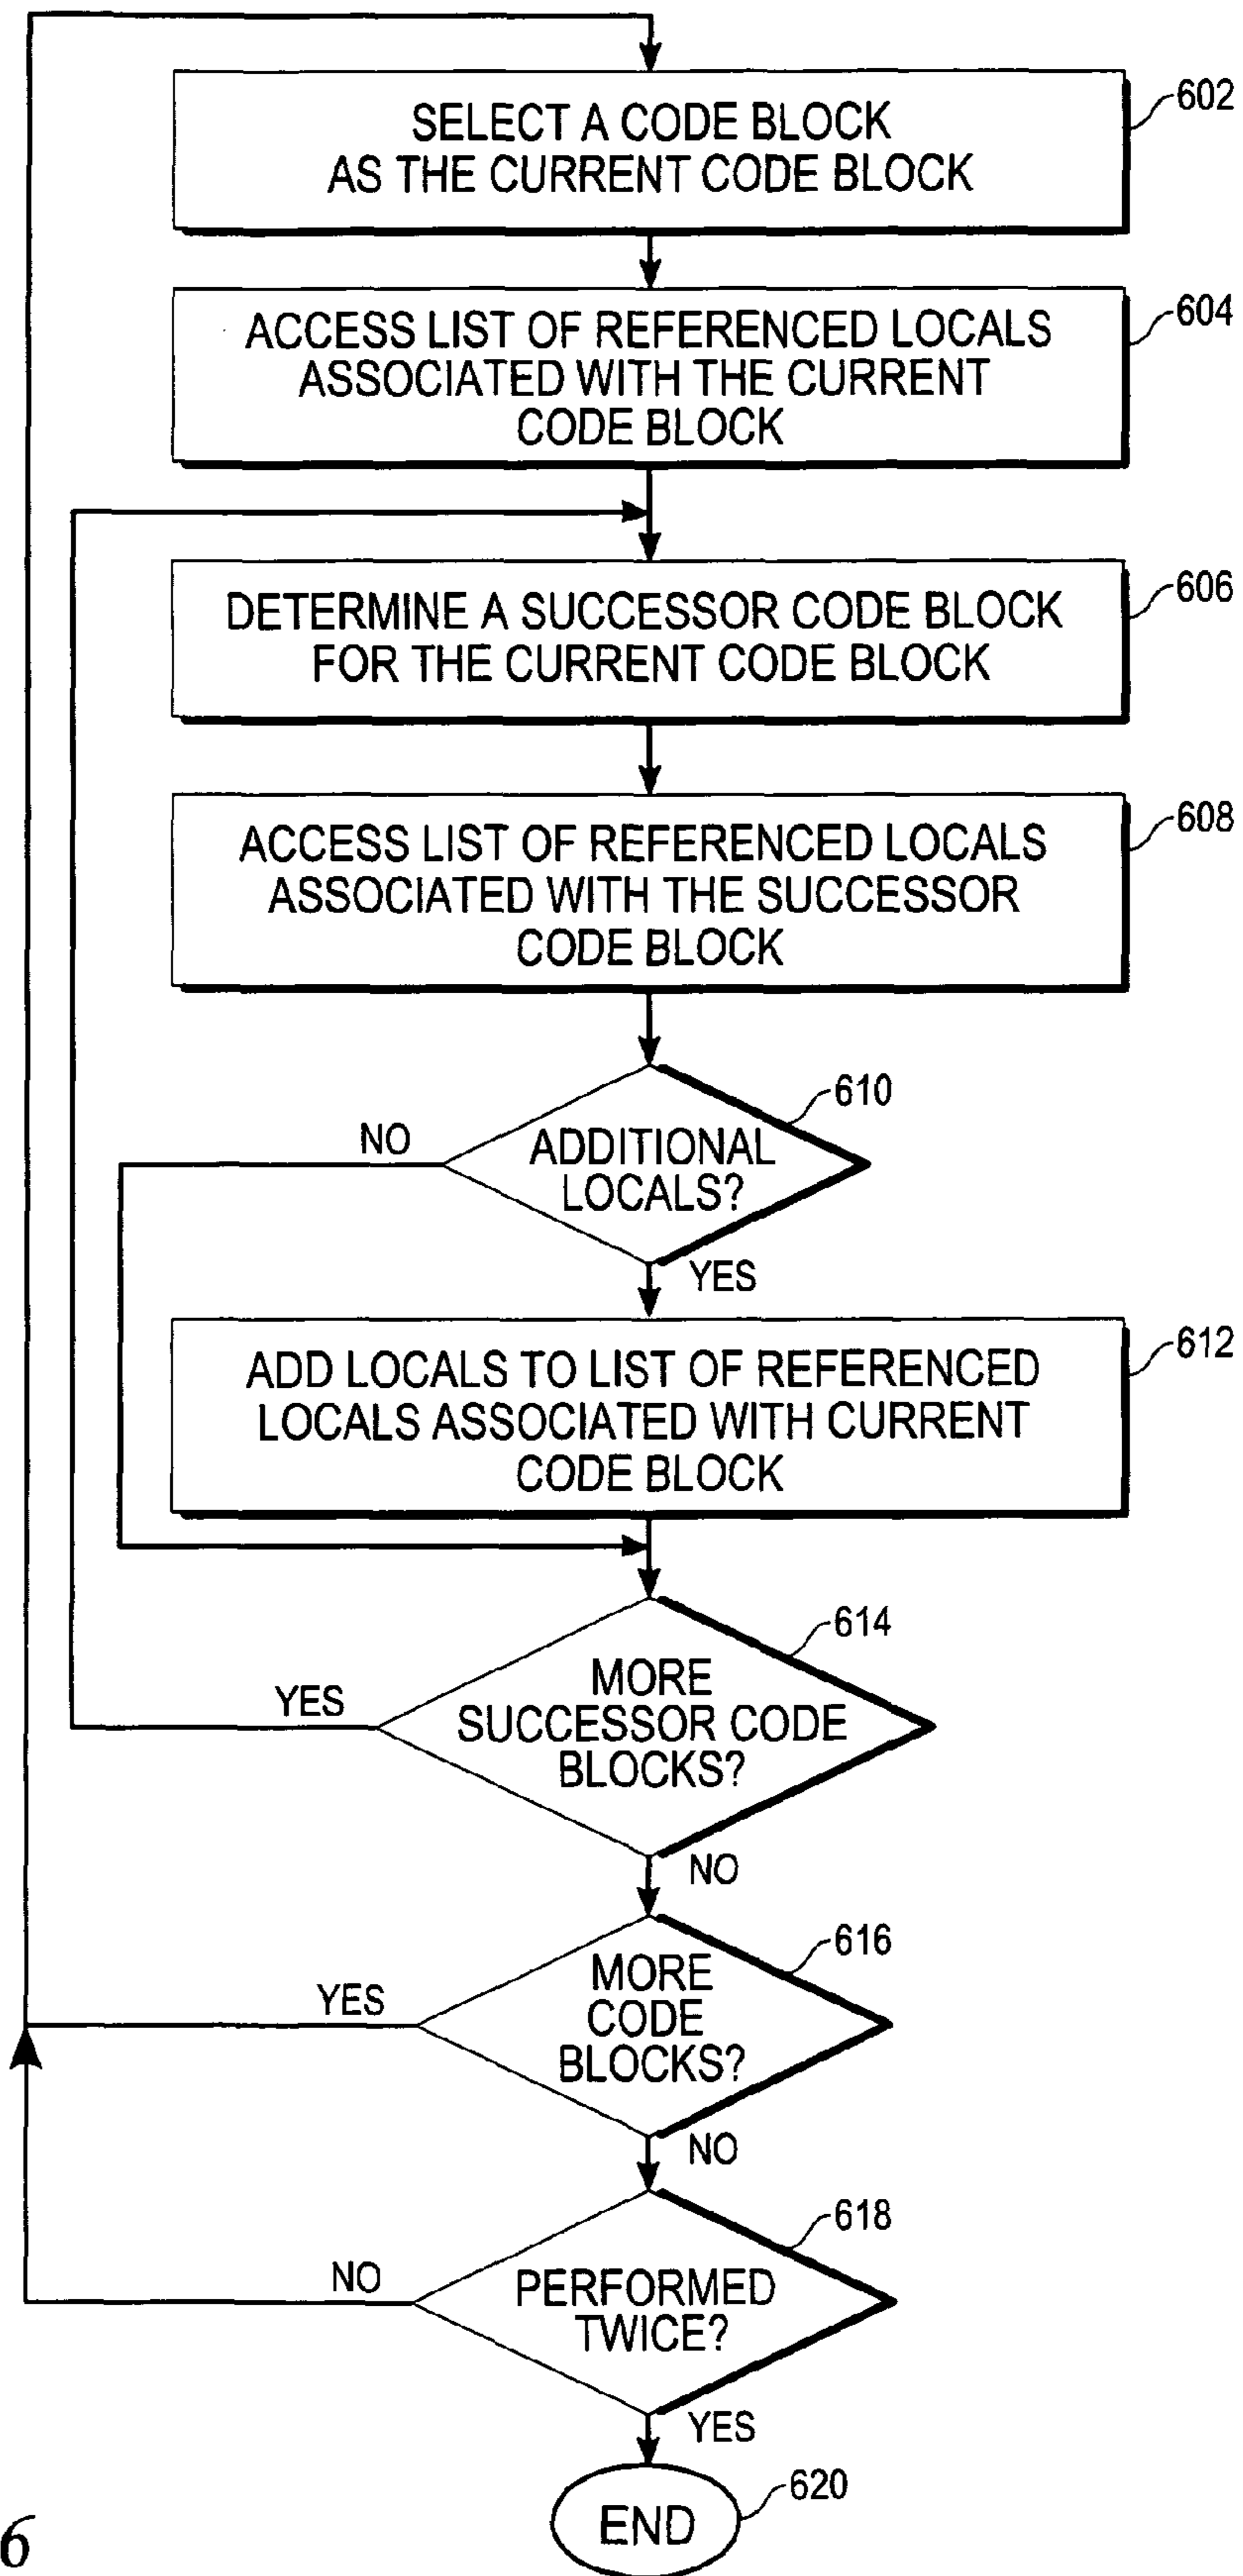 SELECT A CODE BLOCK
AS THE CURRENT CODE BLOCK
602
ACCESS LIST OF REFERENCED LOCALS
ASSOCIATED WITH THE CURRENT
CODE BLOCK
604
DETERMINE A SUCCESSOR CODE BLOCK
FOR THE CURRENT CODE BLOCK
606
ACCESS LIST OF REFERENCED LOCALS
ASSOCIATED WITH THE SUCCESSOR
CODE BLOCK
608
610
NO
ADDITIONAL
LOCALS?
YES
ADD LOCALS TO LIST OF REFERENCED
LOCALS ASSOCIATED WITH CURRENT
CODE BLOCK
612
614
YES
MORE
SUCCESSOR CODE
BLOCKS?
NO
616
YES
MORE
CODE
BLOCKS?
NO
618
NO
PERFORMED
TWICE?
YES
620
END
6